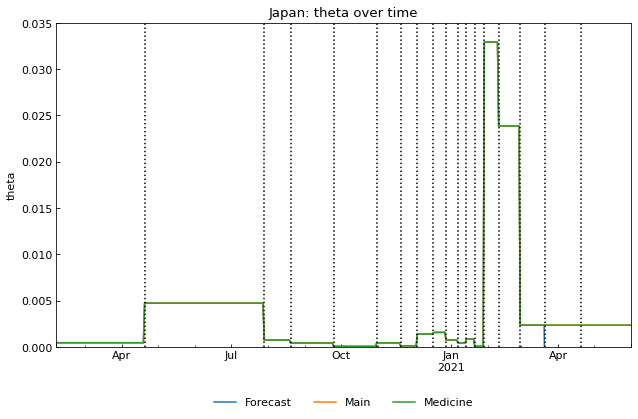 Japan: theta over time
0.035
0.030
0.025
0.020
0.015
0.010
0.005
0.000
theta
Apr Jul Oct Jan Apr
2021
Forecast Main Medicine